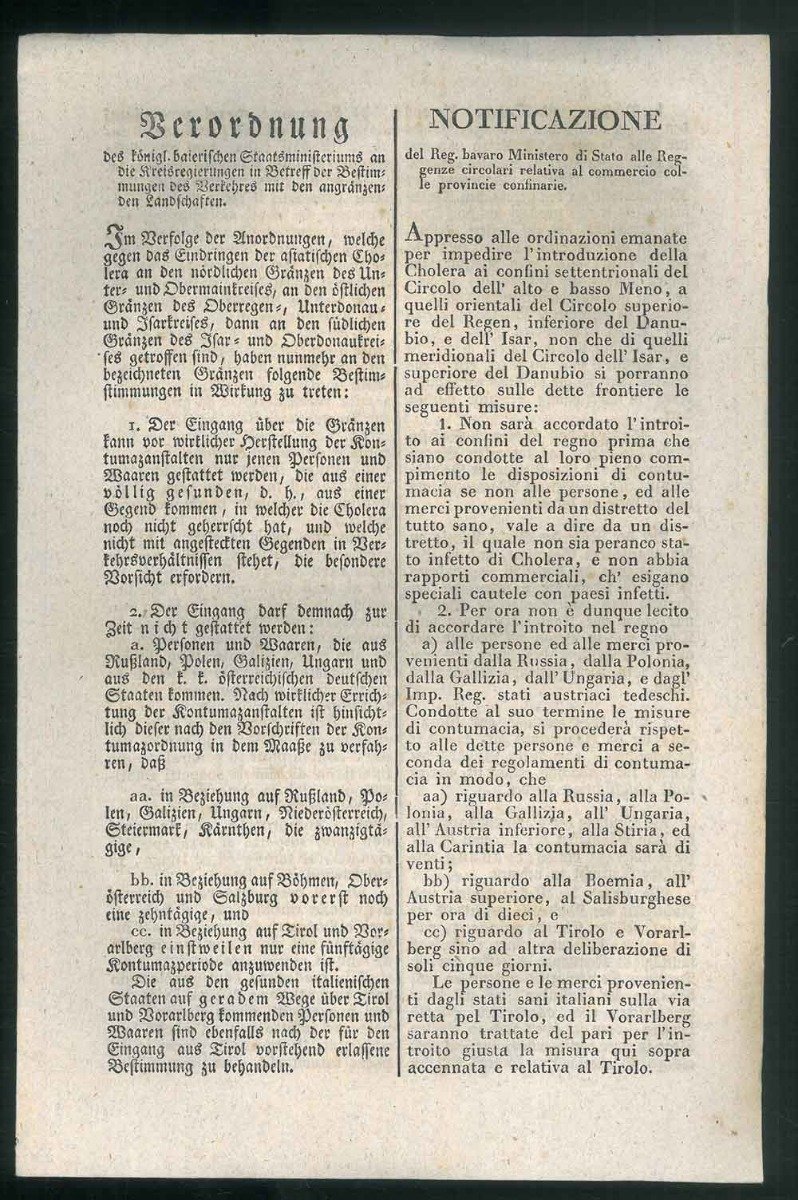 Verordnung
des königl. baierischen Staatsministeriums an
die Kreisregierungen in Betreff der Bestim-
mungen des Verkehres mit den angränzen-
den Landschaften.
Im Verfolge der Anordnungen, welche
gegen das Eindringen der asiatischen Cho-
lera an den nördlichen Gränzen des Un-
ter- und Obermainkreises, an den östlichen
Gränzen des Oberregen-, Unterdonau-
und Isarkreises, dann an den südlichen
Gränzen des Isar- und Oberdonaukrei-
ses getroffen sind, haben nunmehr an den
bezeichneten Gränzen folgende Bestim-
stimmungen in Wirkung zu treten:
1. Der Eingang über die Gränzen
kann vor wirklicher Herstellung der Kon-
tumazanstalten nur jenen Personen und
Waaren gestattet werden, die aus einer
völlig gesunden, d. h., aus einer
Gegend kommen, in welcher die Cholera
noch nicht geherrscht hat, und welche
nicht mit angesteckten Gegenden in Ver-
kehrsverhältnissen stehet, die besondere
Vorsicht erfordern.
2. Der Eingang darf demnach zur
Zeit nicht gestattet werden:
a. Personen und Waaren, die aus
Rußland, Polen, Galizien, Ungarn und
aus den k. k. österreichischen deutschen
Staaten kommen. Nach wirklicher Errich-
tung der Kontumazanstalten ist hinsicht-
lich dieser nach den Vorschriften der Kon-
tumazordnung in dem Maaße zu verfah-
ren, daß
aa. in Beziehung auf Rußland, Po-
len, Galizien, Ungarn, Niederösterreich,
Steiermark, Kärnthen, die zwanzigtä-
gige,
bb. in Beziehung auf Böhmen, Ober-
österreich und Salzburg vorerst noch
eine zehntägige, und
cc. in Beziehung auf Tirol und Vor-
arlberg einstweilen nur eine fünftägige
Kontumazperiode anzuwenden ist.
Die aus den gesunden italienischen
Staaten auf geradem Wege über Tirol
und Vorarlberg kommenden Personen und
Waaren sind ebenfalls nach der für den
Eingang aus Tirol vorstehend erlassene
Bestimmung zu behandeln.
NOTIFICAZIONE
del Reg. bavaro Ministero di Stato alle Reg-
genze circolari relativa al commercio col-
le provincie confinarie.
Appresso alle ordinazioni emanate
per impedire l'introduzione della
Cholera ai confini settentrionali del
Circolo dell' alto e basso Meno, a
quelli orientali del Circolo superio-
re del Regen, inferiore del Danu-
bio, e dell' Isar, non che di quelli
meridionali del Circolo dell' Isar, e
superiore del Danubio si porranno
ad effetto sulle dette frontiere le
seguenti misure:
1. Non sarà accordato l'introi-
to ai confini del regno prima che
siano condotte al loro pieno com-
pimento le disposizioni di contu-
macia se non alle persone, ed alle
merci provenienti da un distretto del
tutto sano, vale a dire da un dis-
tretto, il quale non sia peranco sta-
to infetto di Cholera, e non abbia
rapporti commerciali, ch' esigano
speciali cautele con paesi infetti.
2. Per ora non è dunque lecito
di accordare l'introito nel regno
a) alle persone ed alle merci pro-
venienti dalla Russia, dalla Polonia,
dalla Gallizia, dall' Ungaria, e dagl'
Imp. Reg. stati austriaci tedeschi.
Condotte al suo termine le misure
di contumacia, si procederà rispet-
to alle dette persone e merci a se-
conda dei regolamenti di contuma-
cia in modo, che
aa) riguardo alla Russia, alla Po-
lonia, alla Gallizia, all' Ungaria,
all' Austria inferiore, alla Stiria, ed
alla Carintia la contumacia sarà di
venti;
bb) riguardo alla Boemia, all'
Austria superiore, al Salisburghese
per ora di dieci, e
cc) riguardo al Tirolo e Vorarl-
berg sino ad altra deliberazione di
soli cinque giorni.
Le persone e le merci provenien-
ti dagli stati sani italiani sulla via
retta pel Tirolo, ed il Vorarlberg
saranno trattate del pari per l'in-
troito giusta la misura qui sopra
accennata e relativa al Tirolo.